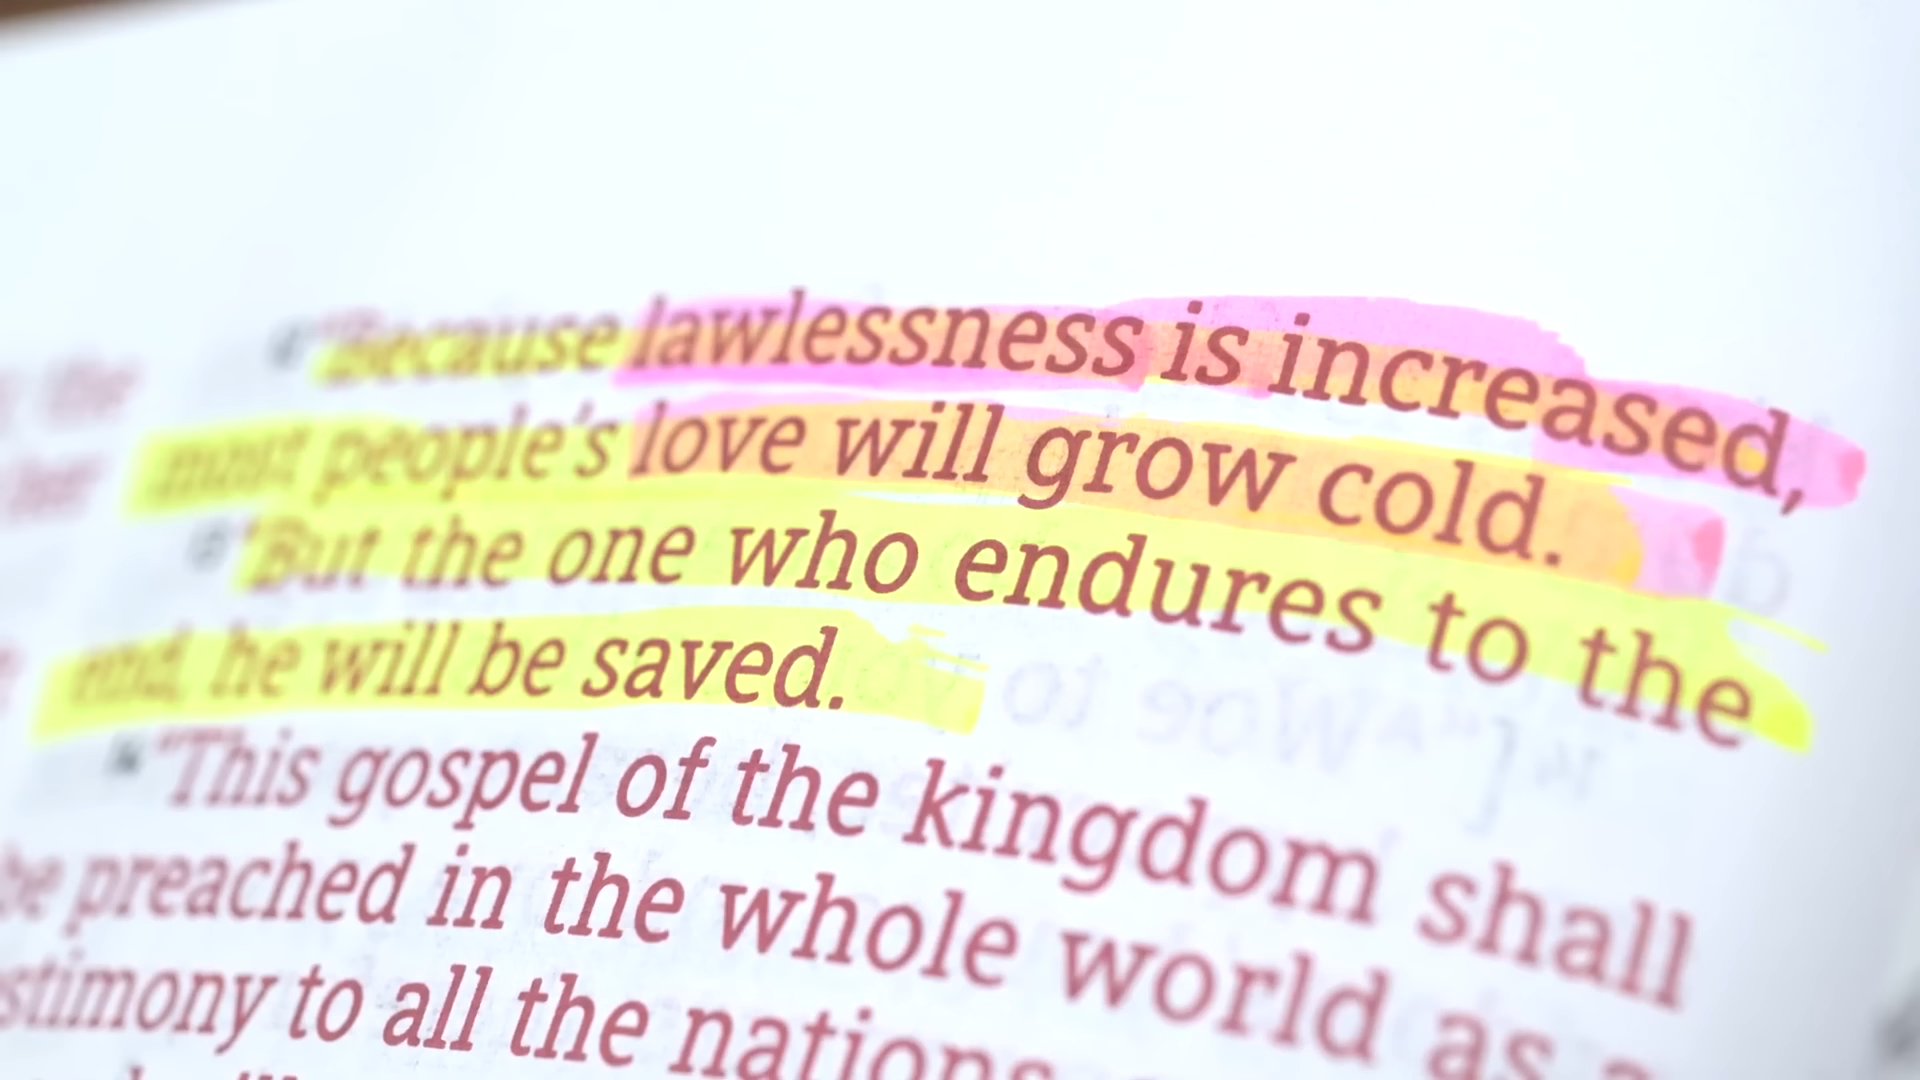 the
"Because lawlessness is increased,
most people's love will grow cold.
"But the one who endures to the
end, he will be saved.
"This gospel of the kingdom shall
be preached in the whole world as a
stimony to all the nations